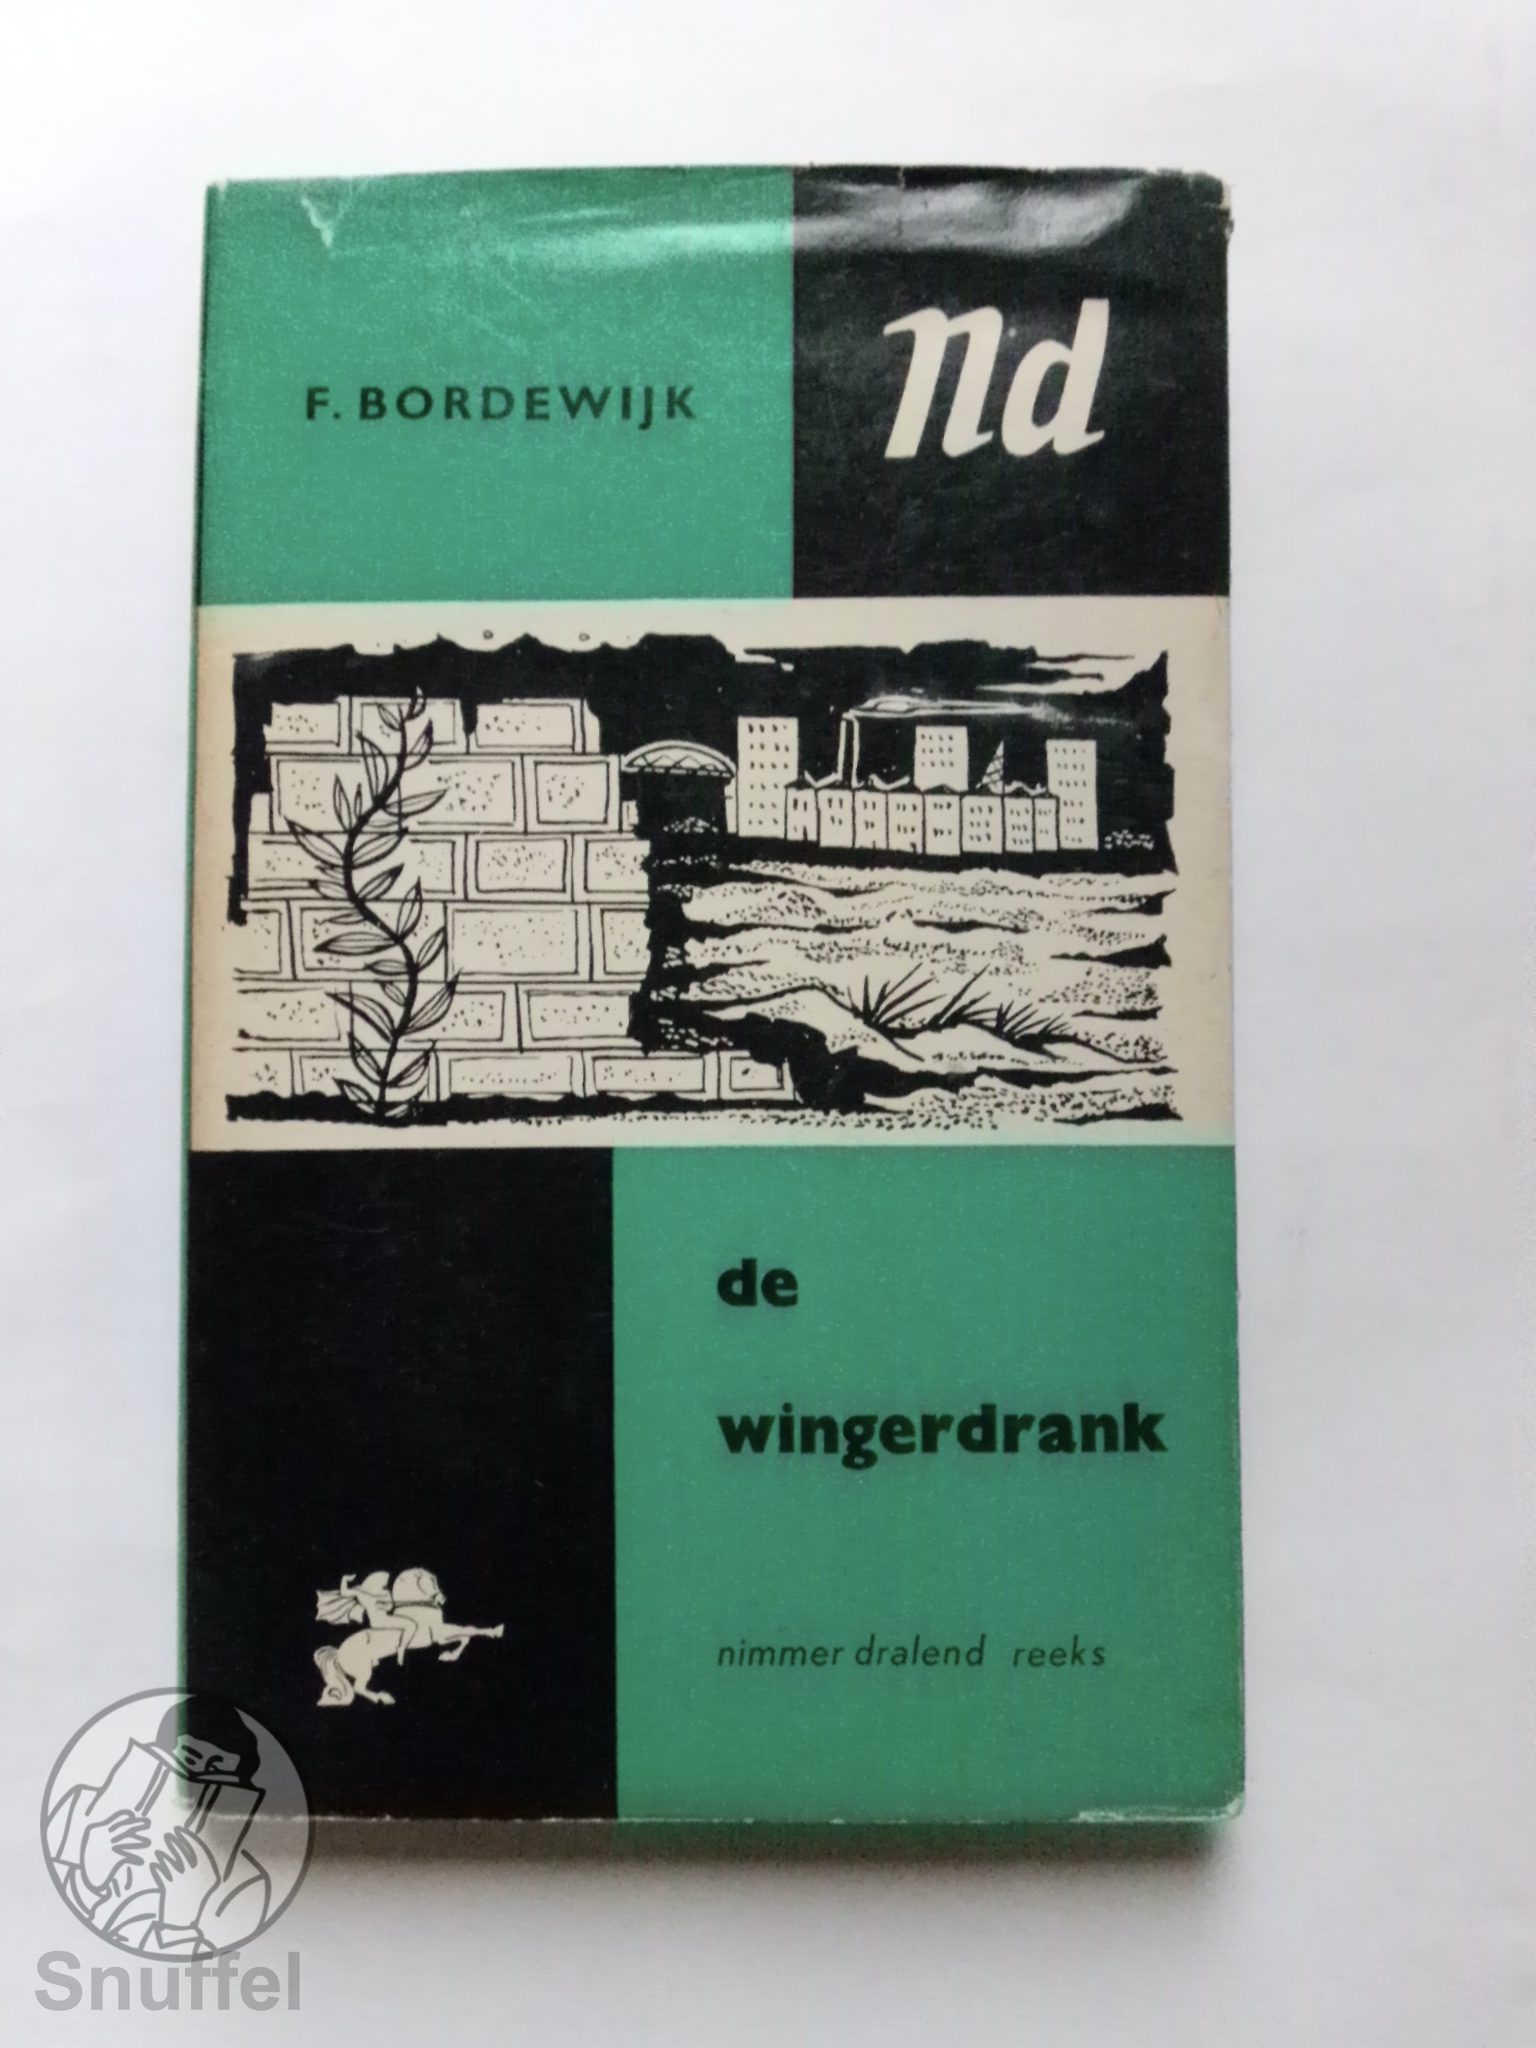 F. BORDEWIJK
nd
de
wingerdrank
nimmer dralend reeks
Snuffel